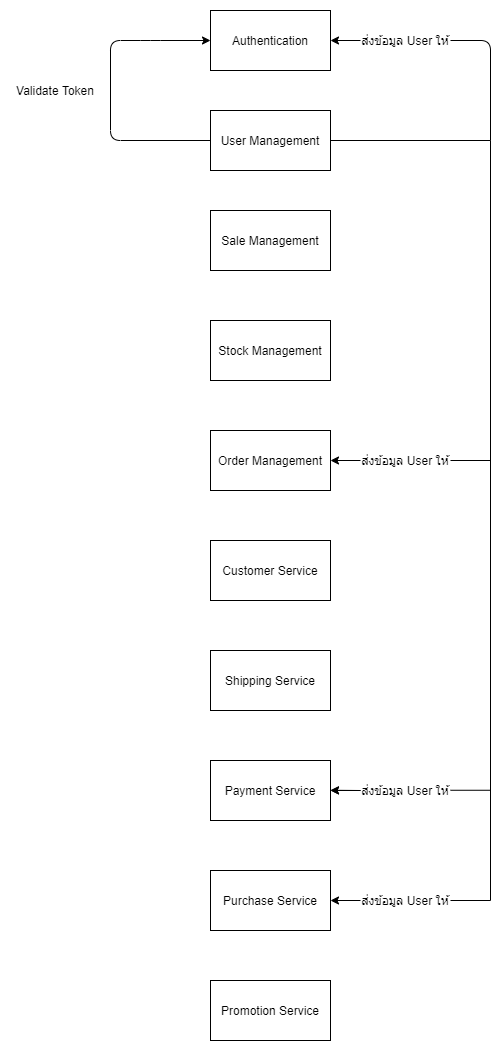 Authentication
ส่งข้อมูล User ให้
Validate Token
User Management
Sale Management
Stock Management
Order Management
ส่งข้อมูล User ให้
Customer Service
Shipping Service
Payment Service
ส่งข้อมูล User ให้
Purchase Service
ส่งข้อมูล User ให้
Promotion Service